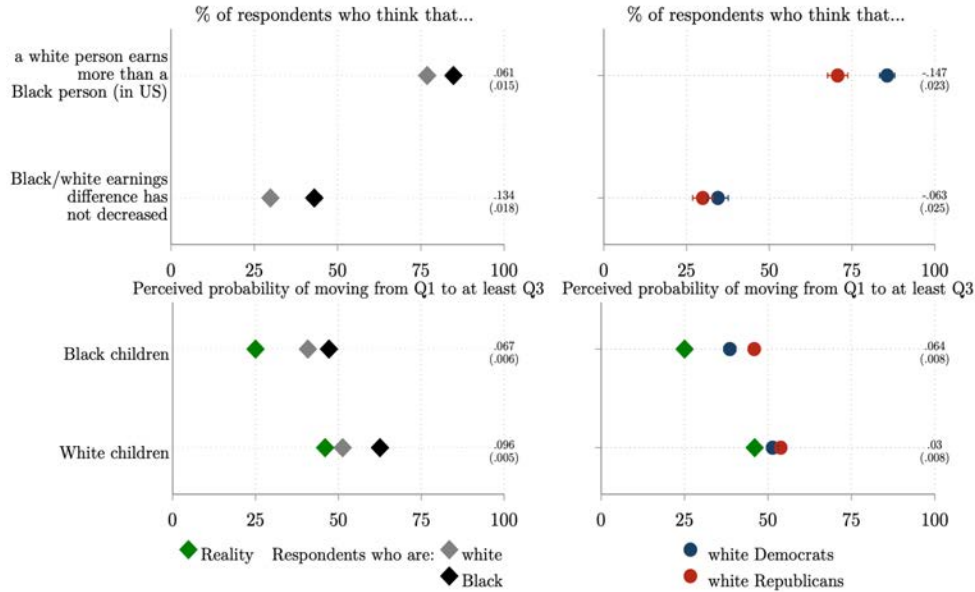 % of respondents who think that...
% of respondents who think that...
a white person earns
more than a
Black person (in US)
.061
(.015)
-.147
(.023)
Black/white earnings
difference has
not decreased
.134
(.018)
-.063
(.025)
0 25 50 75 100
0 25 50 75 100
Perceived probability of moving from Q1 to at least Q3
Perceived probability of moving from Q1 to at least Q3
Black children
.067
(.006)
.064
(.008)
White children
.096
(.005)
.03
(.008)
0 25 50 75 100
0 25 50 75 100
Reality Respondents who are: white
Black
white Democrats
white Republicans